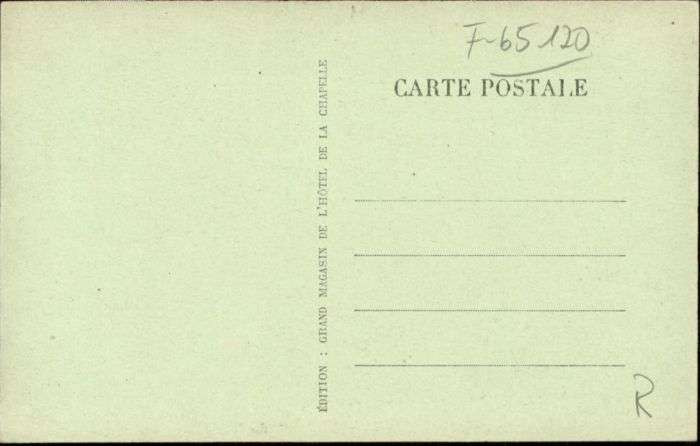 F-65120
CARTE POSTALE
ÉDITION : GRAND MAGASIN DE L'HÔTEL DE LA CHAPELLE
R